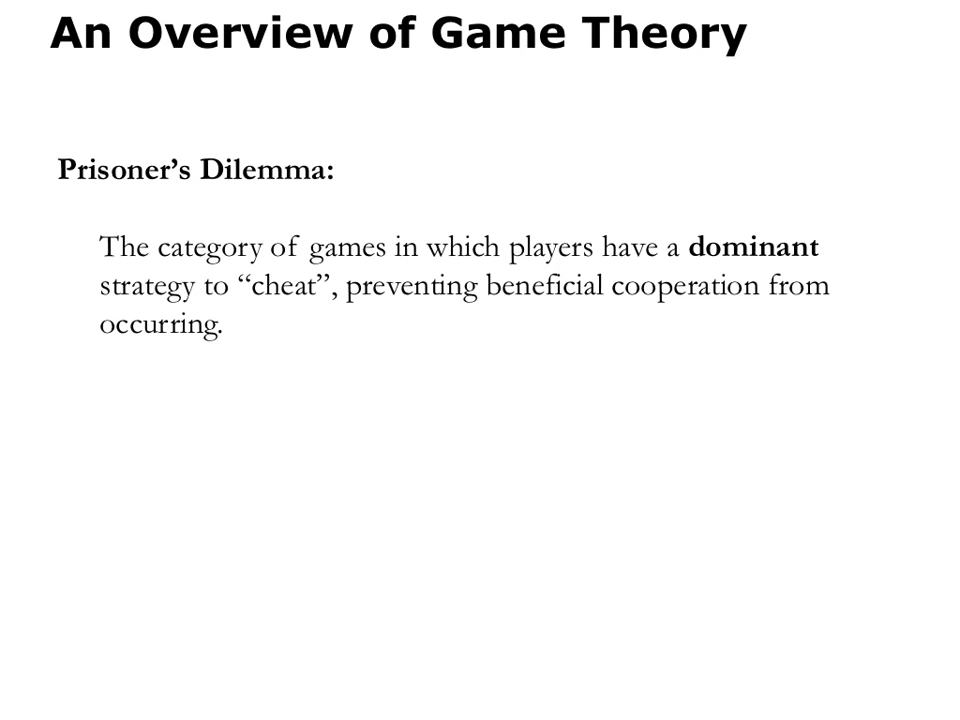 An Overview of Game Theory
Prisoner’s Dilemma:
The category of games in which players have a dominant
strategy to “cheat”, preventing beneficial cooperation from
occurring.